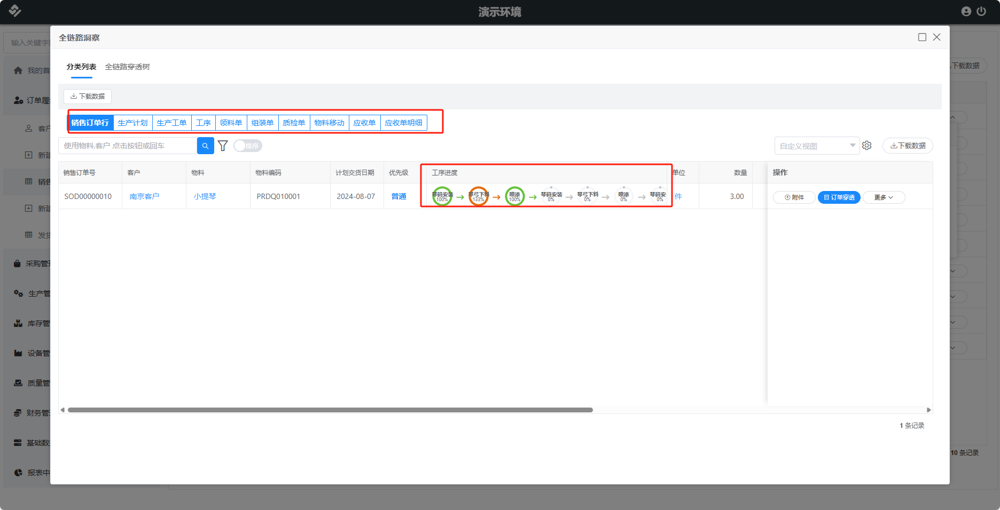 演示环境
输入关键字
全链路洞察
我的首
订单履
客户
新建
销售
新建
发货
采购管
生产管
库存管
设备管
质量管
财务管
基础数
报表中
分类列表 全链路穿透树
下载数据
下载数据
销售订单行 生产计划 生产工单 工序 领料单 组装单 质检单 物料移动 应收单 应收单明细
使用物料,客户 点击按钮或回车 排序 自定义视图 下载数据
销售订单号 客户 物料 物料编码 计划交货日期 优先级 工序进度 单位 数量 操作
SOD00000010 南京客户 小提琴 PRDQ010001 2024-08-07 普通 琴码安装 100% 琴弓下料 133% 喷漆 100% 琴码安装 0% 琴弓下料 0% 喷漆 0% 琴码安 0% 件 3.00 附件 订单穿透 更多
1 条记录
10 条记录